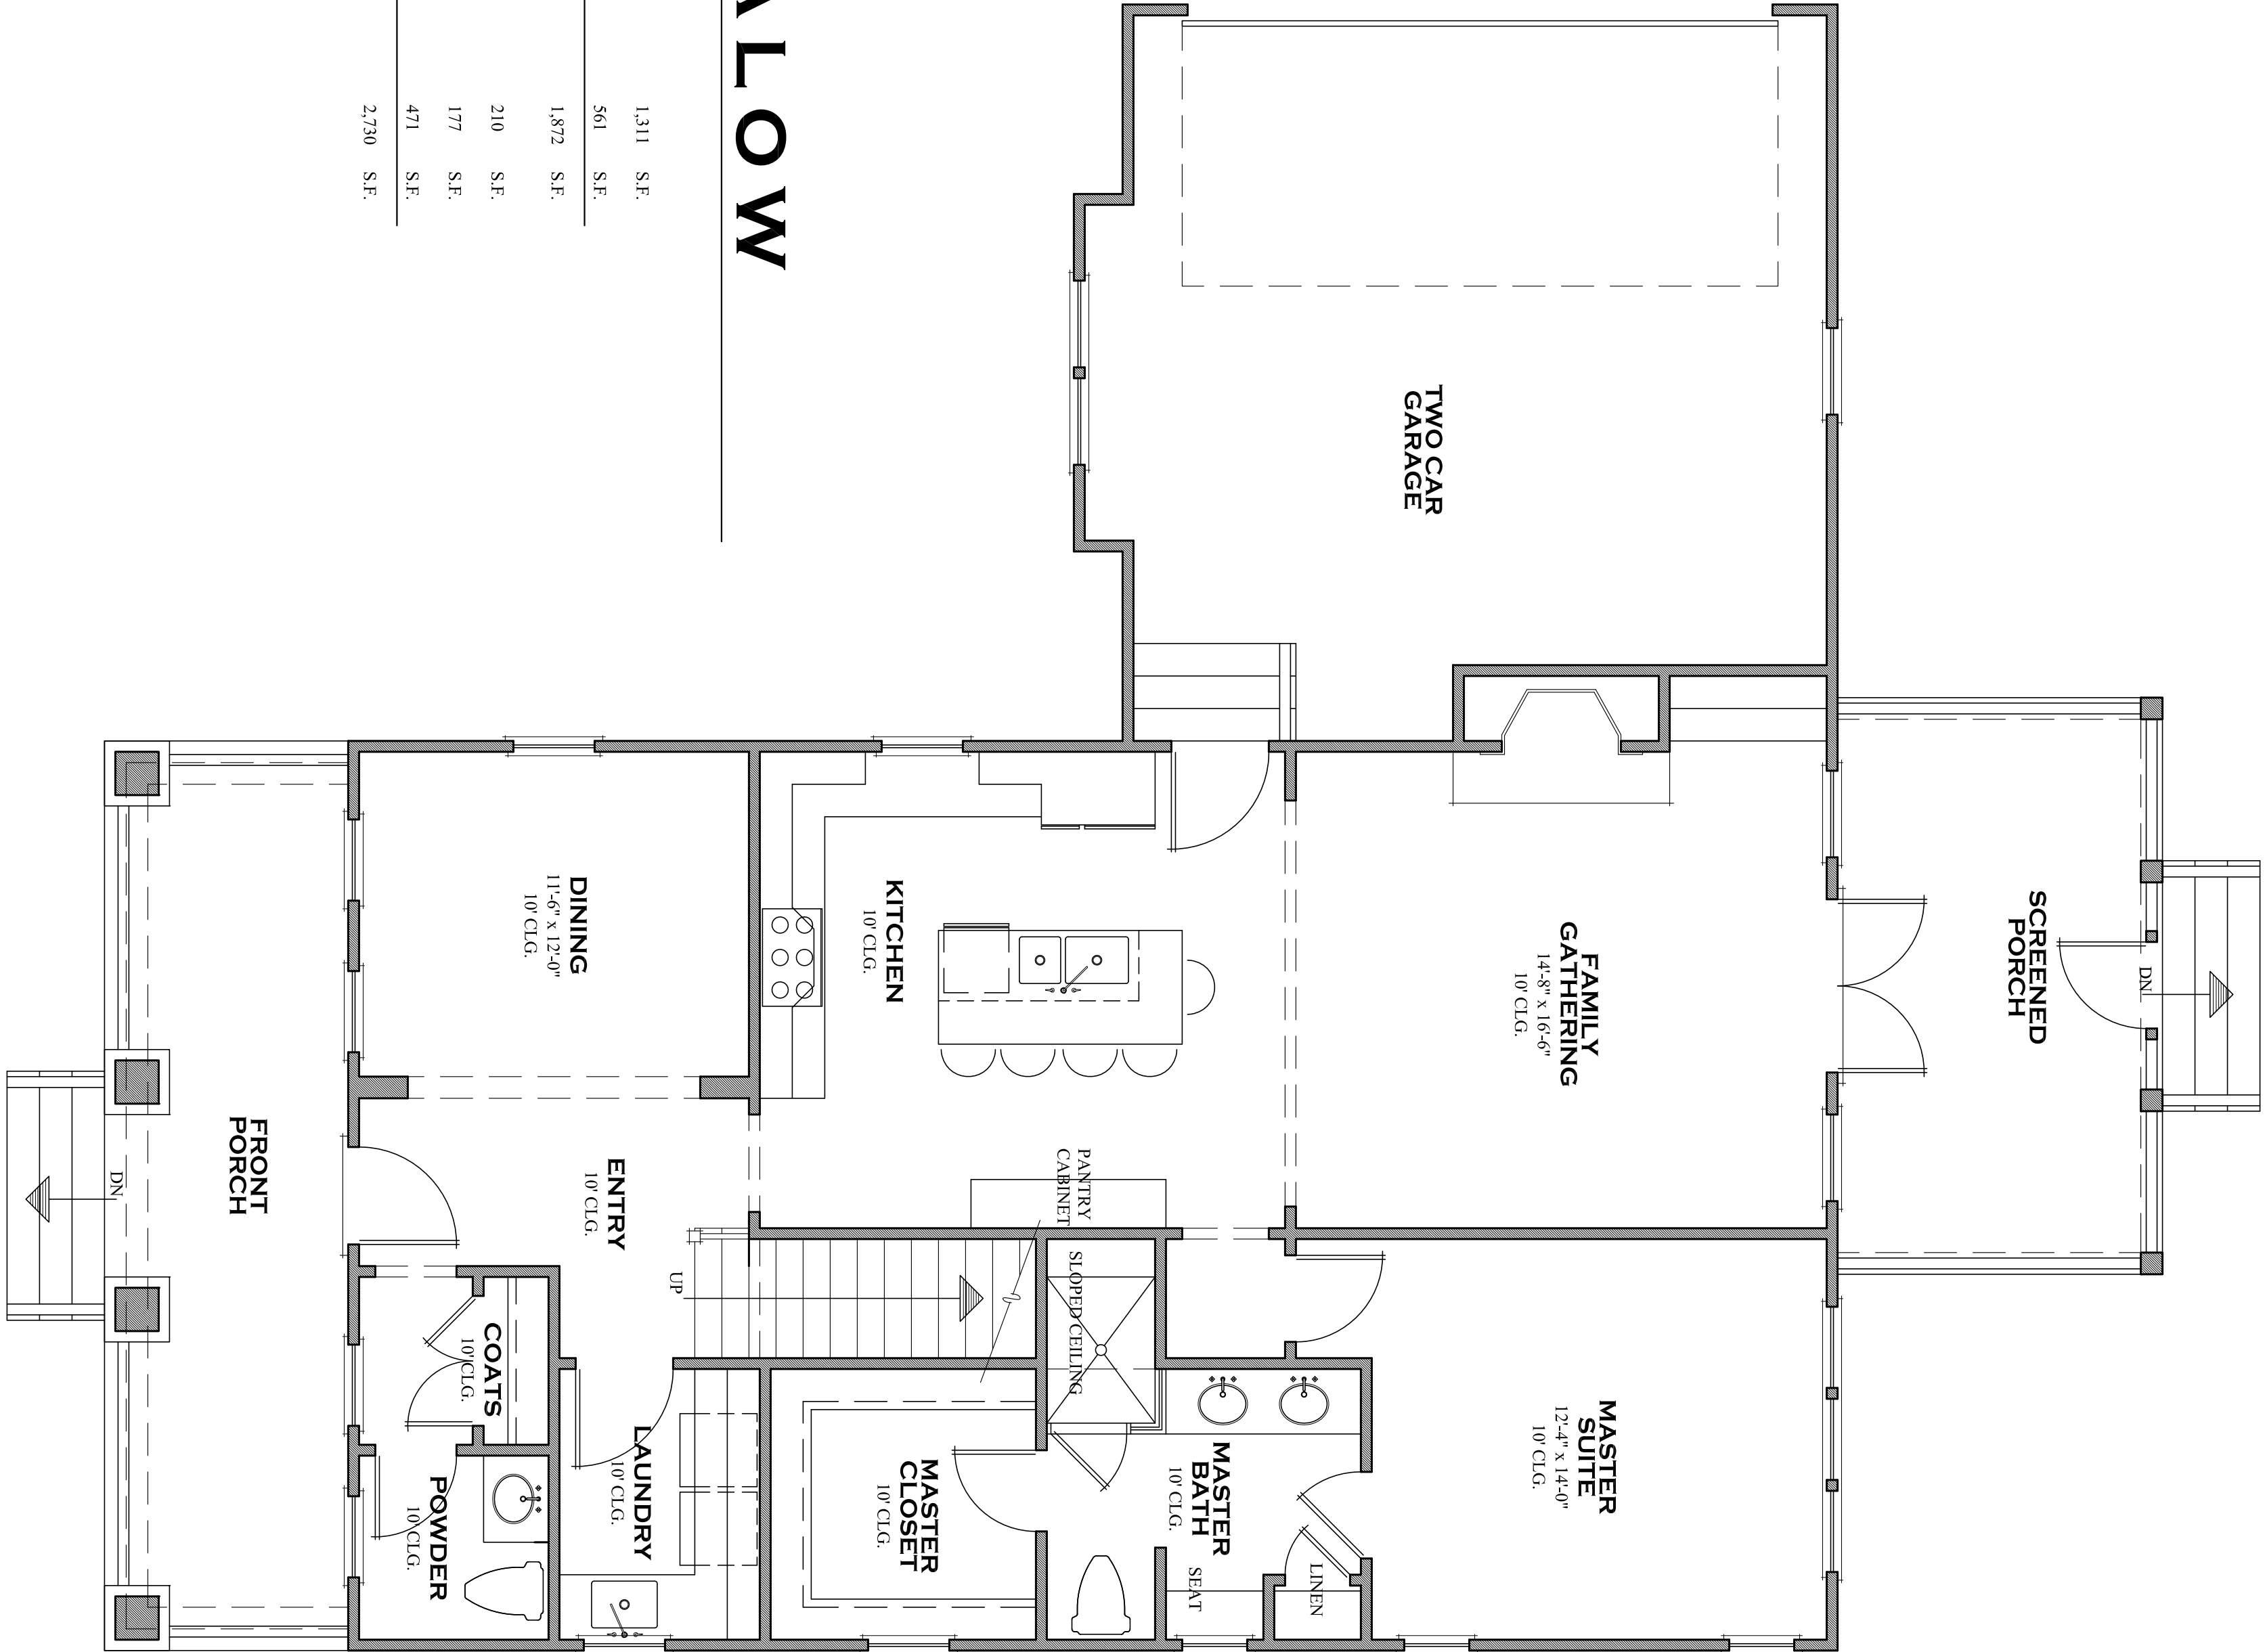 DN
SCREENED
PORCH
FAMILY
GATHERING
14'-8" x 16'-6"
10' CLG.
MASTER
SUITE
12'-4" x 14'-0"
10' CLG.
TWO CAR
GARAGE
LINEN
MASTER
BATH
10' CLG.
SEAT
PANTRY
CABINET
SLOPED CEILING
MASTER
CLOSET
10' CLG.
KITCHEN
10' CLG.
ALOW
UP
1,311 S.F.
561 S.F.
1,872 S.F.
210 S.F.
177 S.F.
471 S.F.
2,730 S.F.
LAUNDRY
10' CLG.
ENTRY
10' CLG.
DINING
11'-6" x 12'-0"
10' CLG.
COATS
10' CLG.
POWDER
10' CLG.
FRONT
PORCH
DN